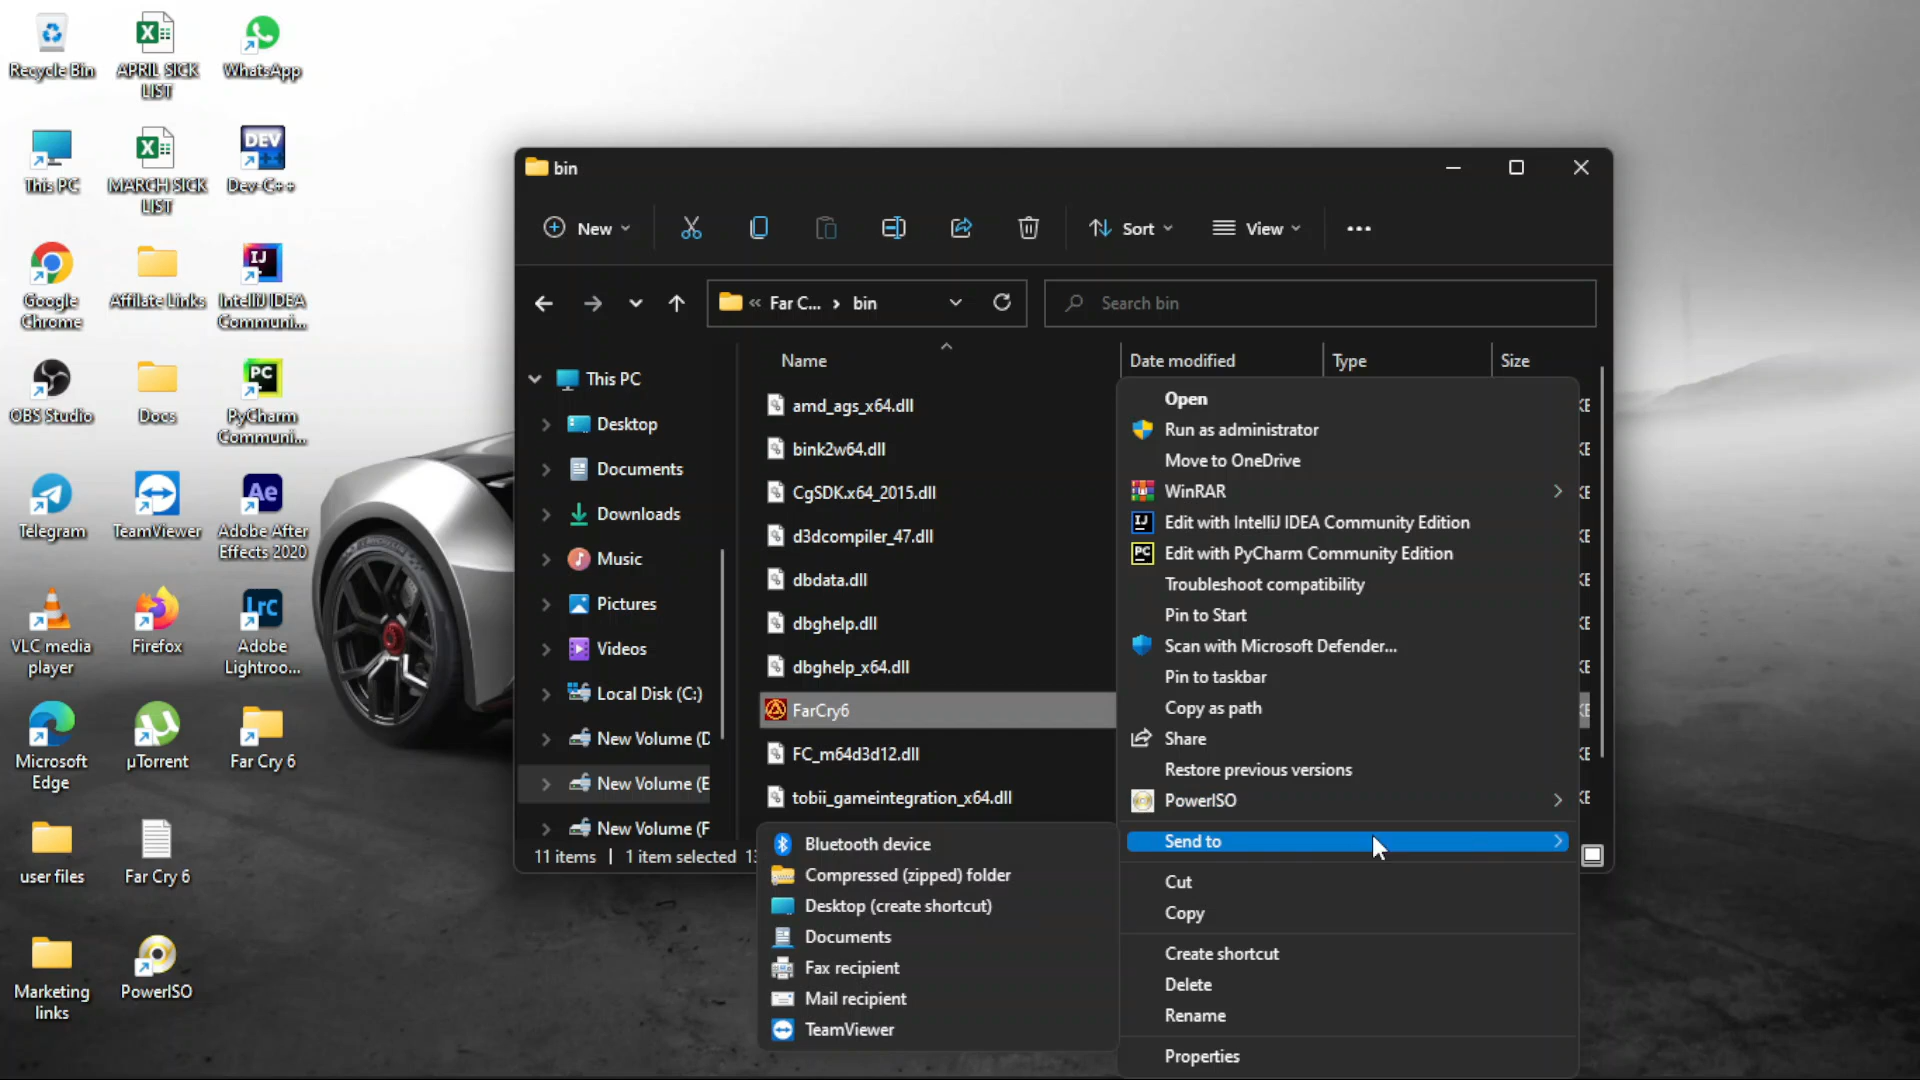 Recycle Bin
APRIL SICK
LIST
WhatsApp
This PC
MARCH SICK
LIST
DEV
Dev-C++
Google
Chrome
Affiliate Links
IJ
IntelliJ IDEA
Communi...
OBS Studio
Docs
PC
PyCharm
Communi...
Telegram
TeamViewer
Ae
Adobe After
Effects 2020
VLC media
player
Firefox
Lrc
Adobe
Lightroo...
Microsoft
Edge
µTorrent
Far Cry 6
user files
Far Cry 6
Marketing
links
PowerISO
bin
New
Sort
View
Far C...
bin
Search bin
This PC
Desktop
Documents
Downloads
Music
Pictures
Videos
Local Disk (C:)
New Volume (D
New Volume (E
New Volume (F
Name
Date modified
Type
Size
amd_ags_x64.dll
bink2w64.dll
CgSDK.x64_2015.dll
d3dcompiler_47.dll
dbdata.dll
dbghelp.dll
dbghelp_x64.dll
FarCry6
FC_m64d3d12.dll
tobii_gameintegration_x64.dll
11 items
1 item selected
Open
Run as administrator
Move to OneDrive
WinRAR
IJ
Edit with IntelliJ IDEA Community Edition
PC
Edit with PyCharm Community Edition
Troubleshoot compatibility
Pin to Start
Scan with Microsoft Defender...
Pin to taskbar
Copy as path
Share
Restore previous versions
PowerISO
Send to
Cut
Copy
Create shortcut
Delete
Rename
Properties
Bluetooth device
Compressed (zipped) folder
Desktop (create shortcut)
Documents
Fax recipient
Mail recipient
TeamViewer